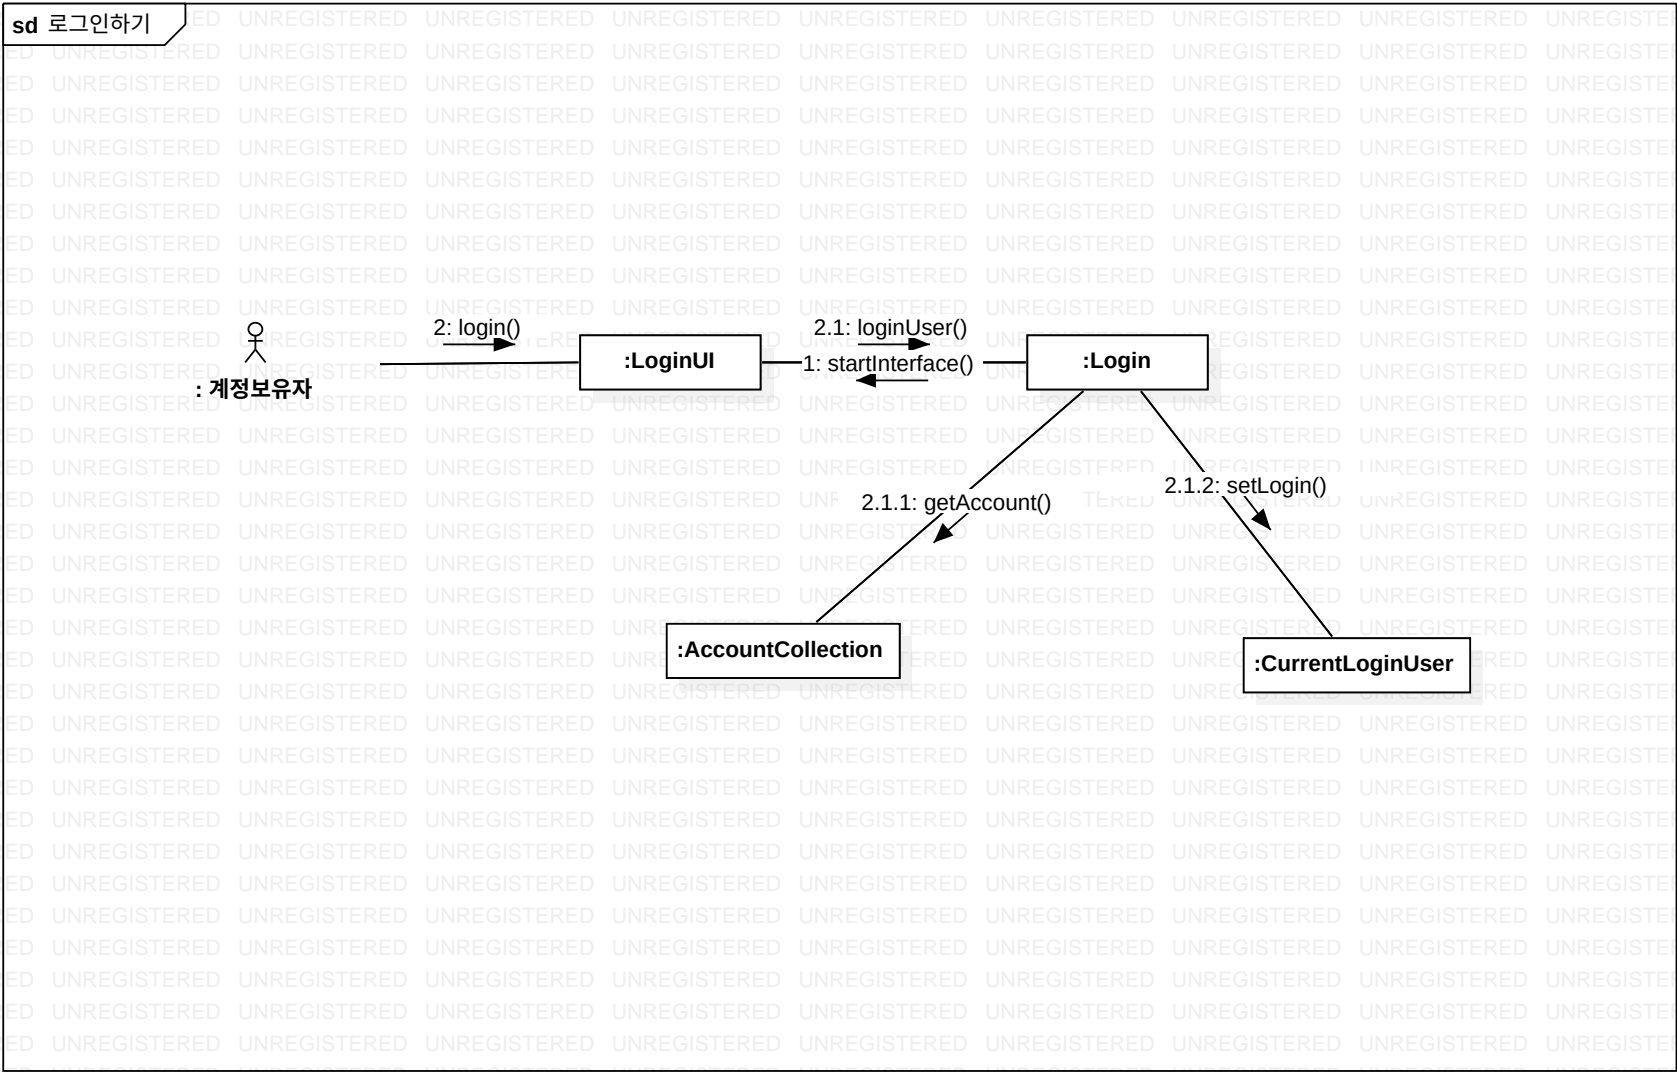 sd 로그인하기
2: login()
2.1: loginUser()
1: startInterface()
:LoginUI
:Login
: 계정보유자
2.1.1: getAccount()
2.1.2: setLogin()
:AccountCollection
:CurrentLoginUser
UNREGISTERED